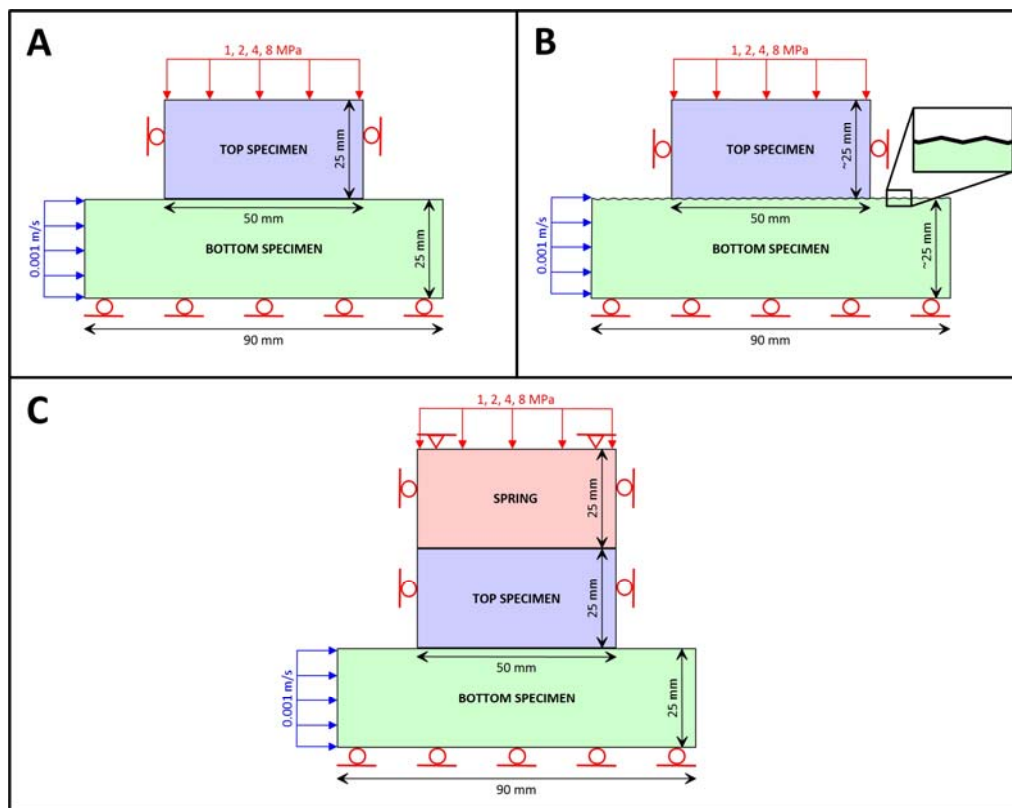 A
1, 2, 4, 8 MPa
TOP SPECIMEN
25 mm
50 mm
0.001 m/s
BOTTOM SPECIMEN
25 mm
90 mm
B
1, 2, 4, 8 MPa
TOP SPECIMEN
~25 mm
50 mm
0.001 m/s
BOTTOM SPECIMEN
~25 mm
90 mm
C
1, 2, 4, 8 MPa
SPRING
25 mm
TOP SPECIMEN
25 mm
50 mm
0.001 m/s
BOTTOM SPECIMEN
25 mm
90 mm